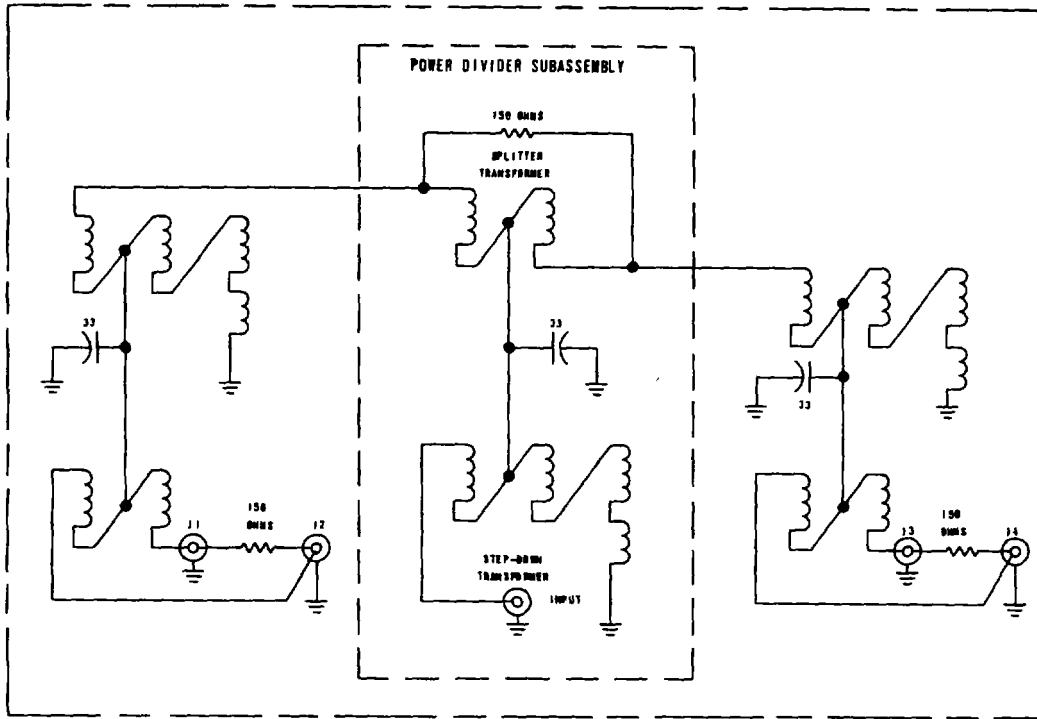 POWER DIVIDER SUBASSEMBLY
150 OHMS
SPLITTER
TRANSFORMER
33
33
33
150
OHMS
J1
J2
150
OHMS
J3
J4
STEP-DOWN
TRANSFORMER
INPUT